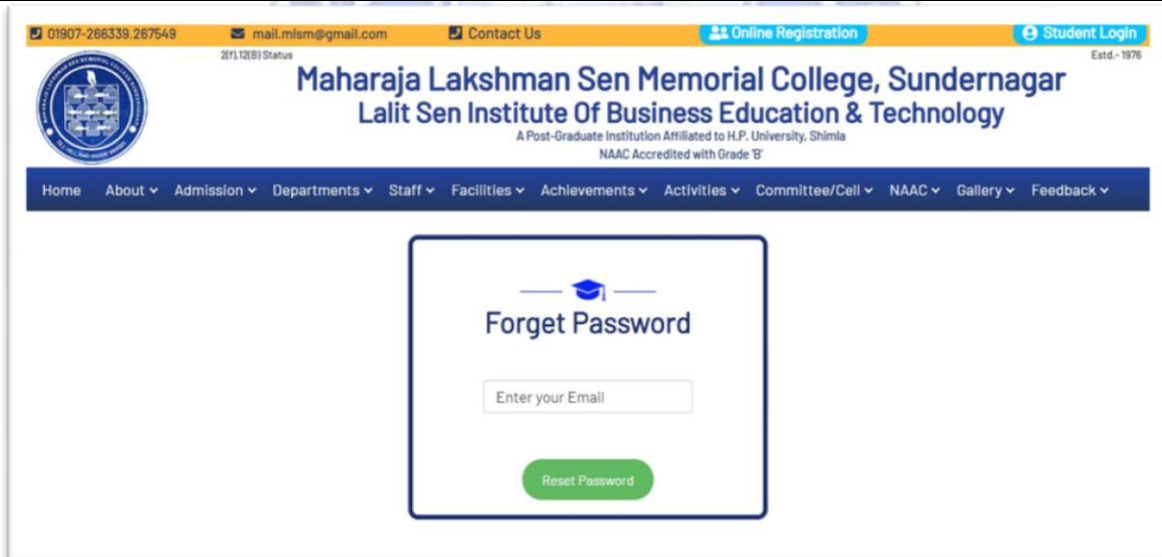 01907-266339.267549 mail.mlsm@gmail.com Contact Us Online Registration Student Login
2(f),12(B) Status Estd.- 1976
Maharaja Lakshman Sen Memorial College, Sundernagar
Lalit Sen Institute Of Business Education & Technology
A Post-Graduate Institution Affiliated to H.P. University, Shimla
NAAC Accredited with Grade 'B'
Home About Admission Departments Staff Facilities Achievements Activities Committee/Cell NAAC Gallery Feedback
Forget Password
Enter your Email
Reset Password